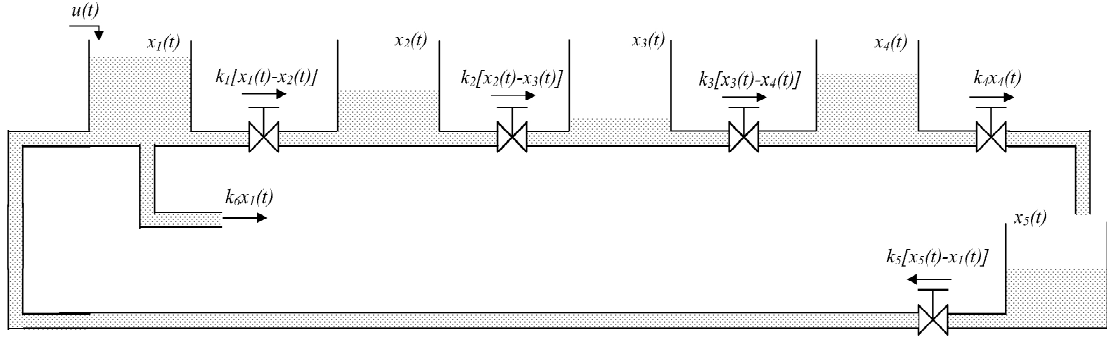 u(t)
x1(t)
x2(t)
x3(t)
x4(t)
k1[x1(t)-x2(t)]
k2[x2(t)-x3(t)]
k3[x3(t)-x4(t)]
k4x4(t)
k6x1(t)
x5(t)
k5[x5(t)-x1(t)]